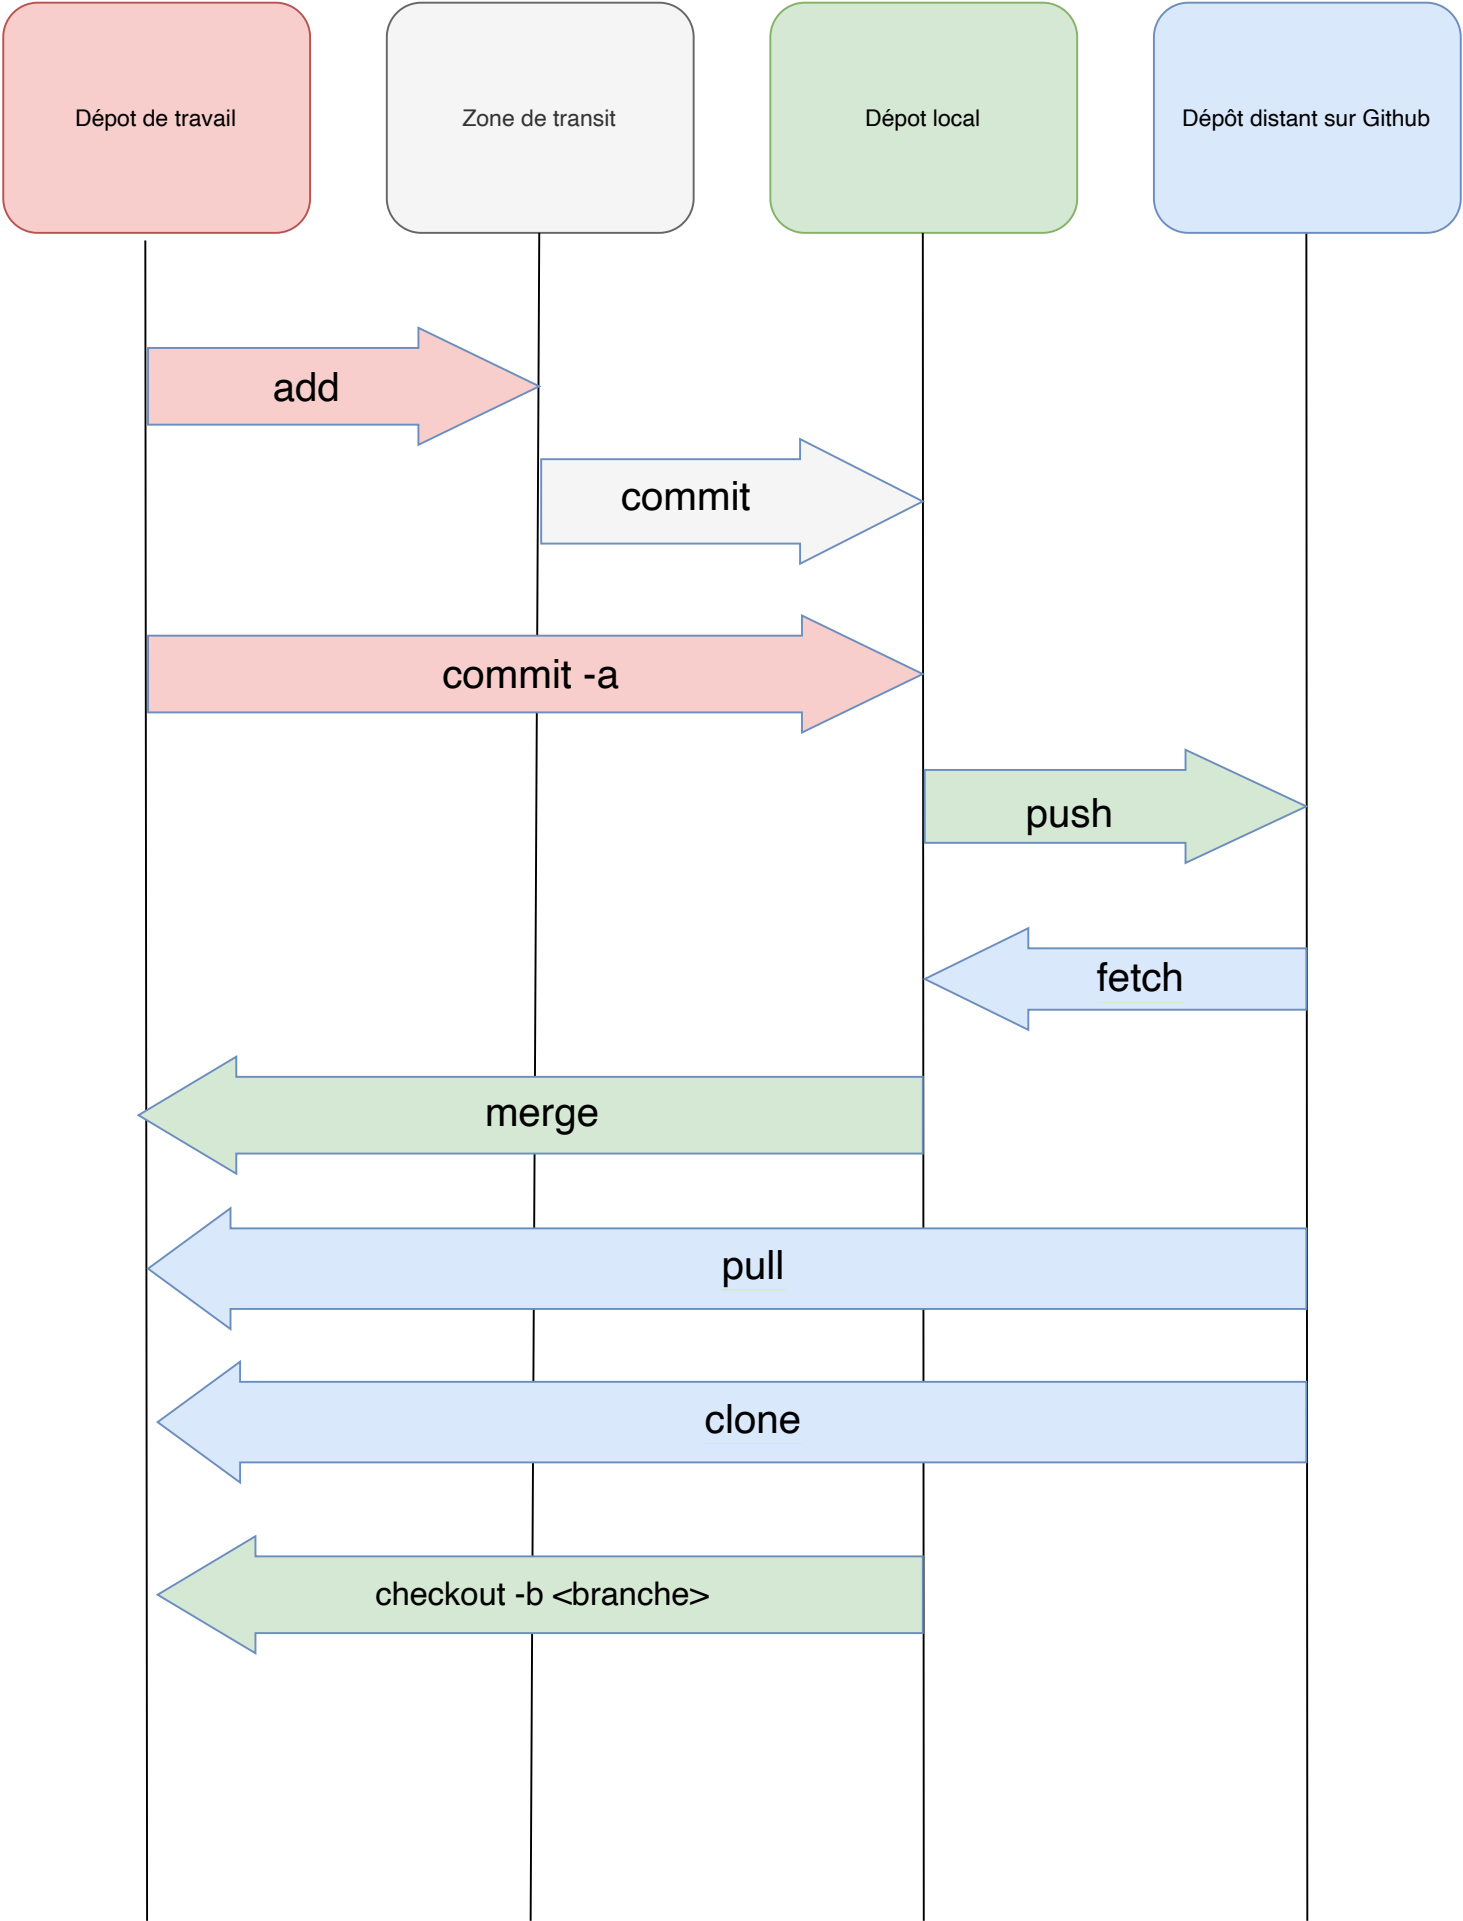 Dépot de travail
Zone de transit
Dépot local
Dépôt distant sur Github
add
commit
commit -a
push
fetch
merge
pull
clone
checkout -b <branche>